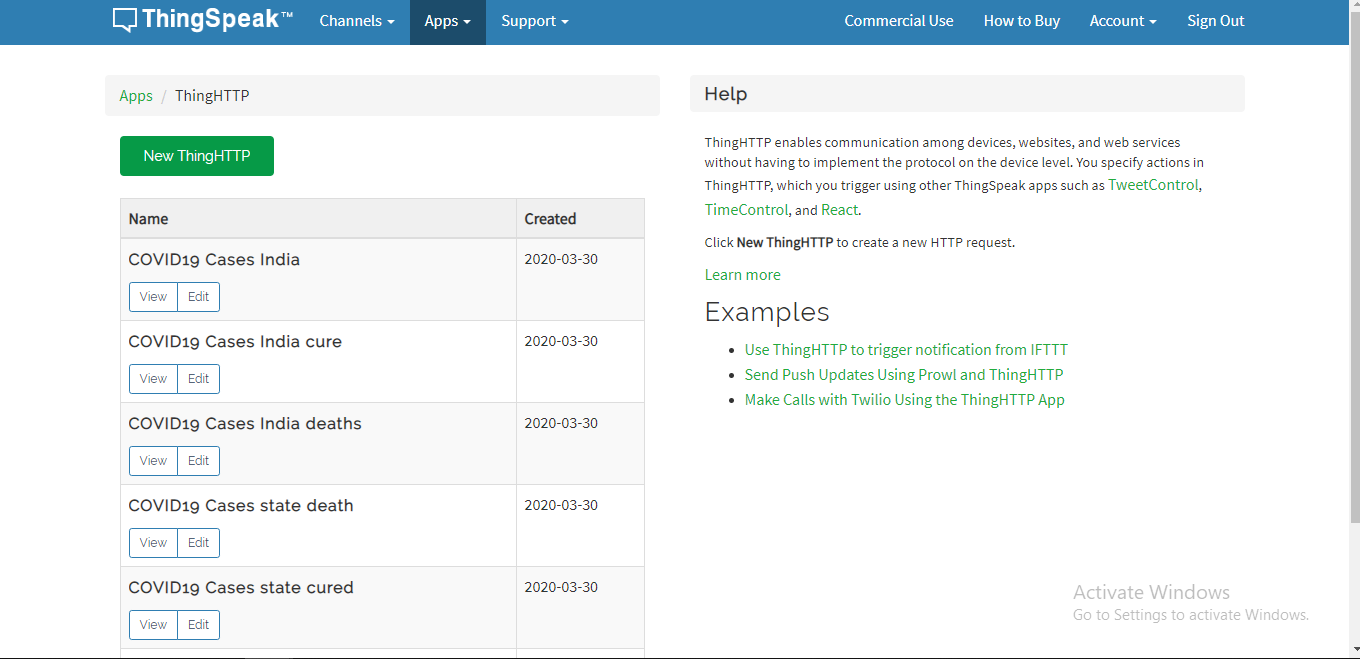 ThingSpeak™ Channels Apps Support Commercial Use How to Buy Account Sign Out
Apps / ThingHTTP
New ThingHTTP
Name Created
COVID19 Cases India 2020-03-30
View Edit
COVID19 Cases India cure 2020-03-30
View Edit
COVID19 Cases India deaths 2020-03-30
View Edit
COVID19 Cases state death 2020-03-30
View Edit
COVID19 Cases state cured 2020-03-30
View Edit
Help
ThingHTTP enables communication among devices, websites, and web services
without having to implement the protocol on the device level. You specify actions in
ThingHTTP, which you trigger using other ThingSpeak apps such as TweetControl,
TimeControl, and React.
Click New ThingHTTP to create a new HTTP request.
Learn more
Examples
• Use ThingHTTP to trigger notification from IFTTT
• Send Push Updates Using Prowl and ThingHTTP
• Make Calls with Twilio Using the ThingHTTP App
Activate Windows
Go to Settings to activate Windows.